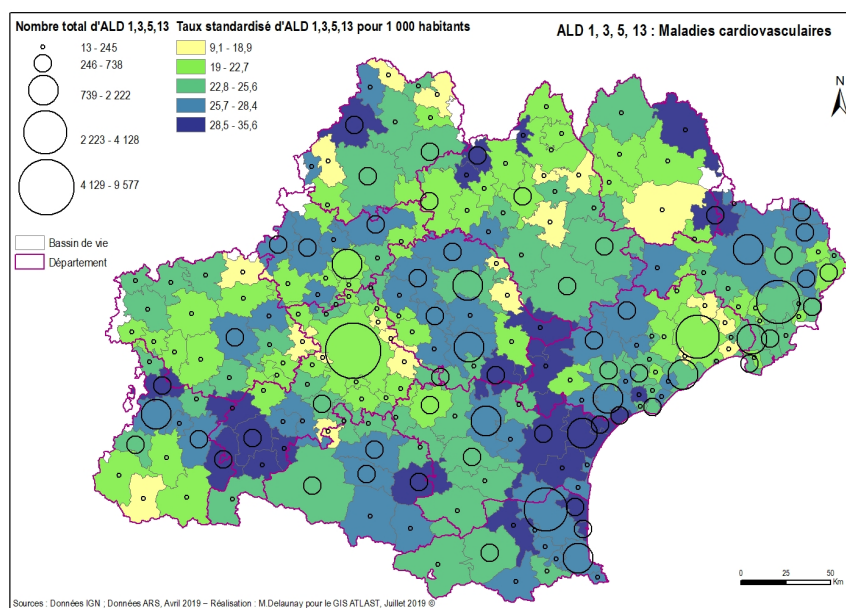 Nombre total d'ALD 1,3,5,13
13 - 245
246 - 738
739 - 2 222
2 223 - 4 128
4 129 - 9 577
Bassin de vie
Département
Taux standardisé d'ALD 1,3,5,13 pour 1 000 habitants
9,1 - 18,9
19 - 22,7
22,8 - 25,6
25,7 - 28,4
28,5 - 35,6
ALD 1, 3, 5, 13 : Maladies cardiovasculaires
N
0 25 50
Km
Sources : Données IGN ; Données ARS, Avril 2019 – Réalisation : M.Delaunay pour le GIS ATLAST, Juillet 2019 ©